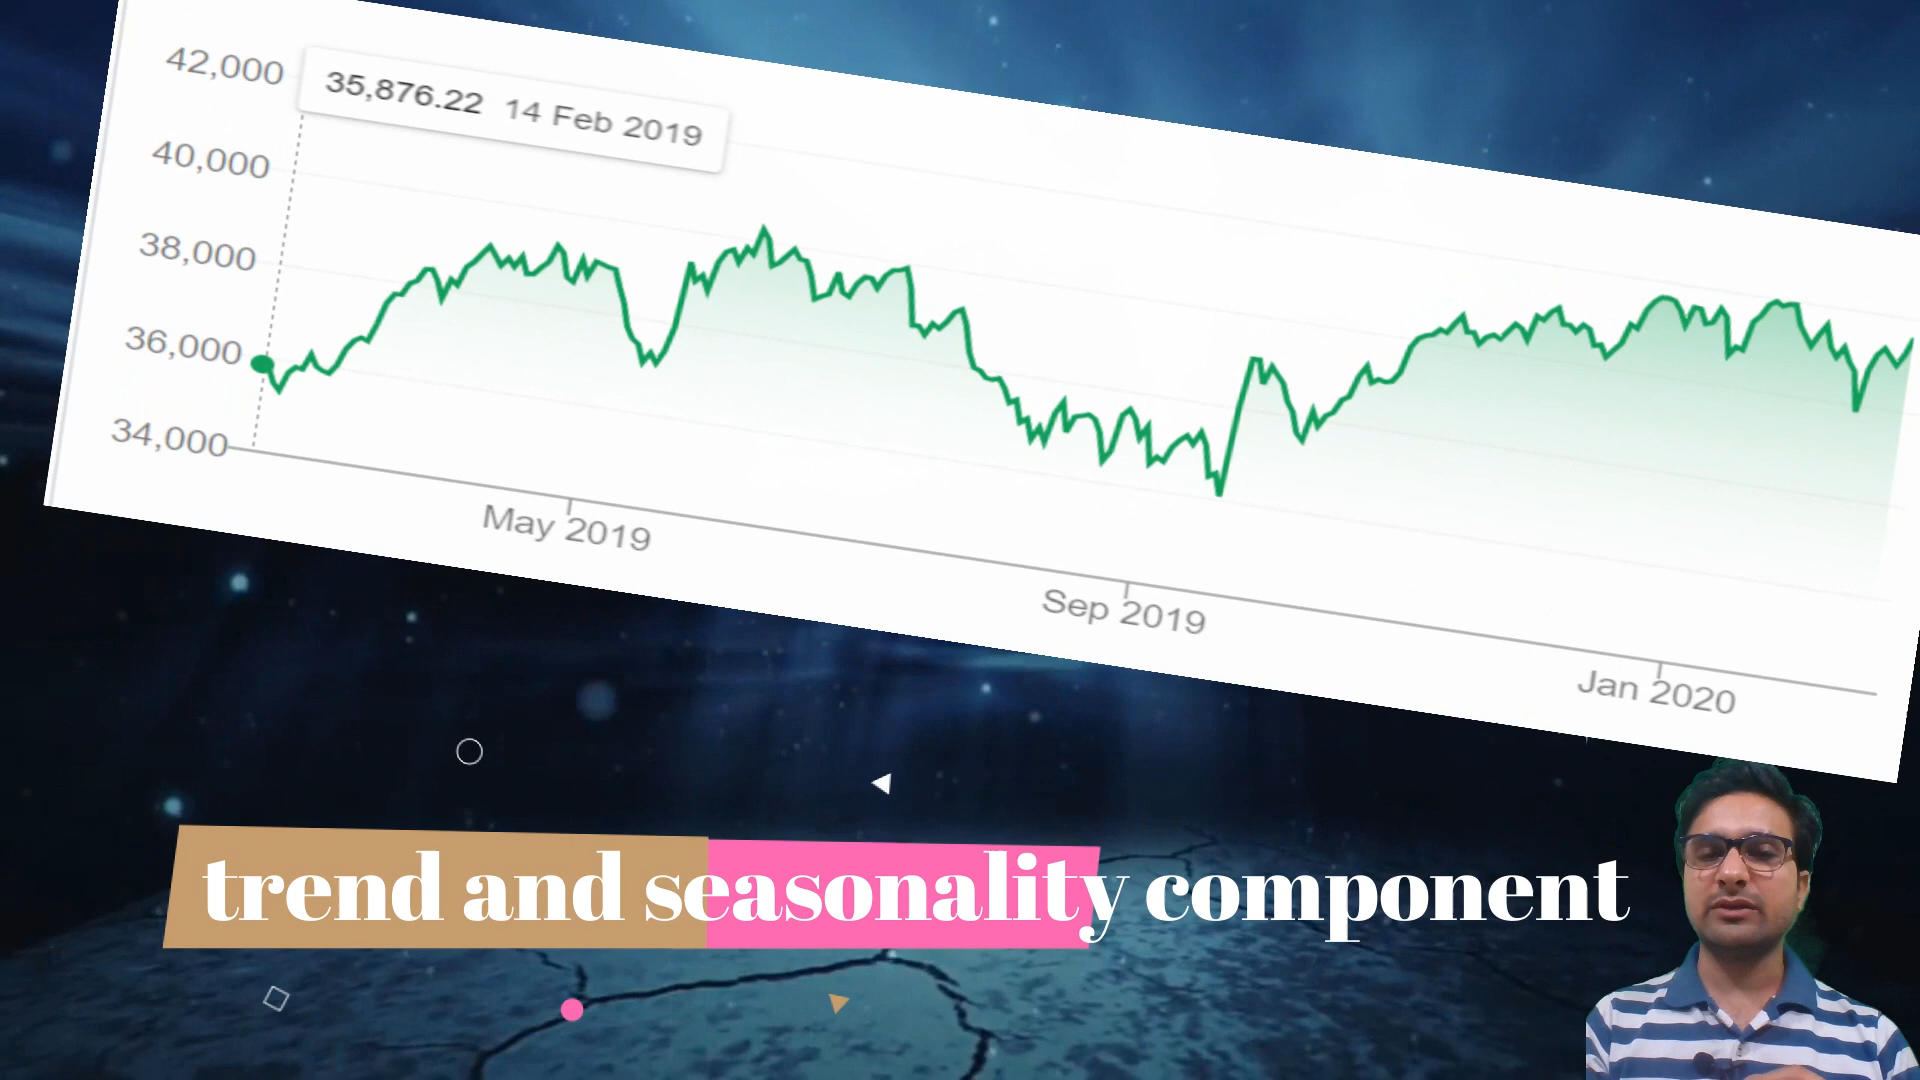 42,000
35,876.22 14 Feb 2019
40,000
38,000
36,000
34,000
May 2019
Sep 2019
Jan 2020
trend and seasonality component